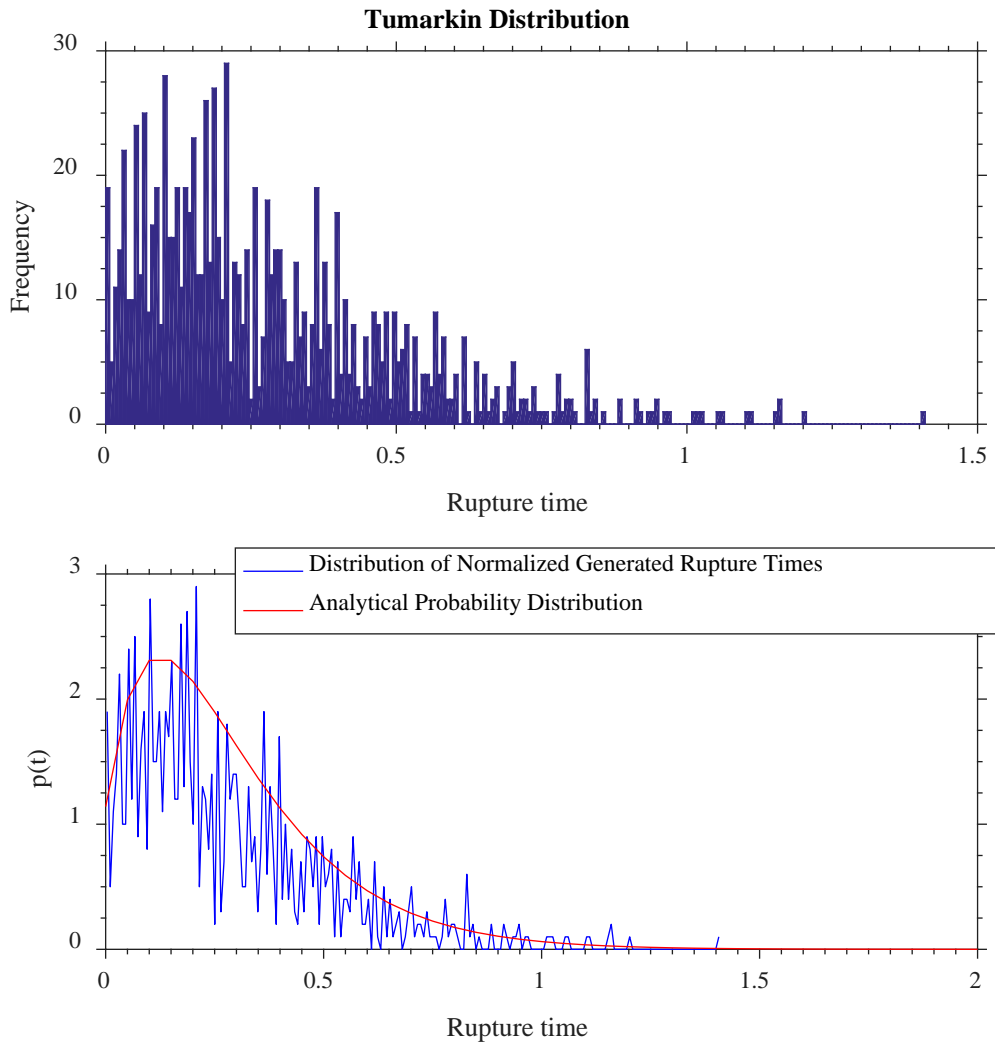 Tumarkin Distribution
30
20
10
0
Frequency
0 0.5 1 1.5
Rupture time
Distribution of Normalized Generated Rupture Times
Analytical Probability Distribution
3
2
1
0
p(t)
0 0.5 1 1.5 2
Rupture time